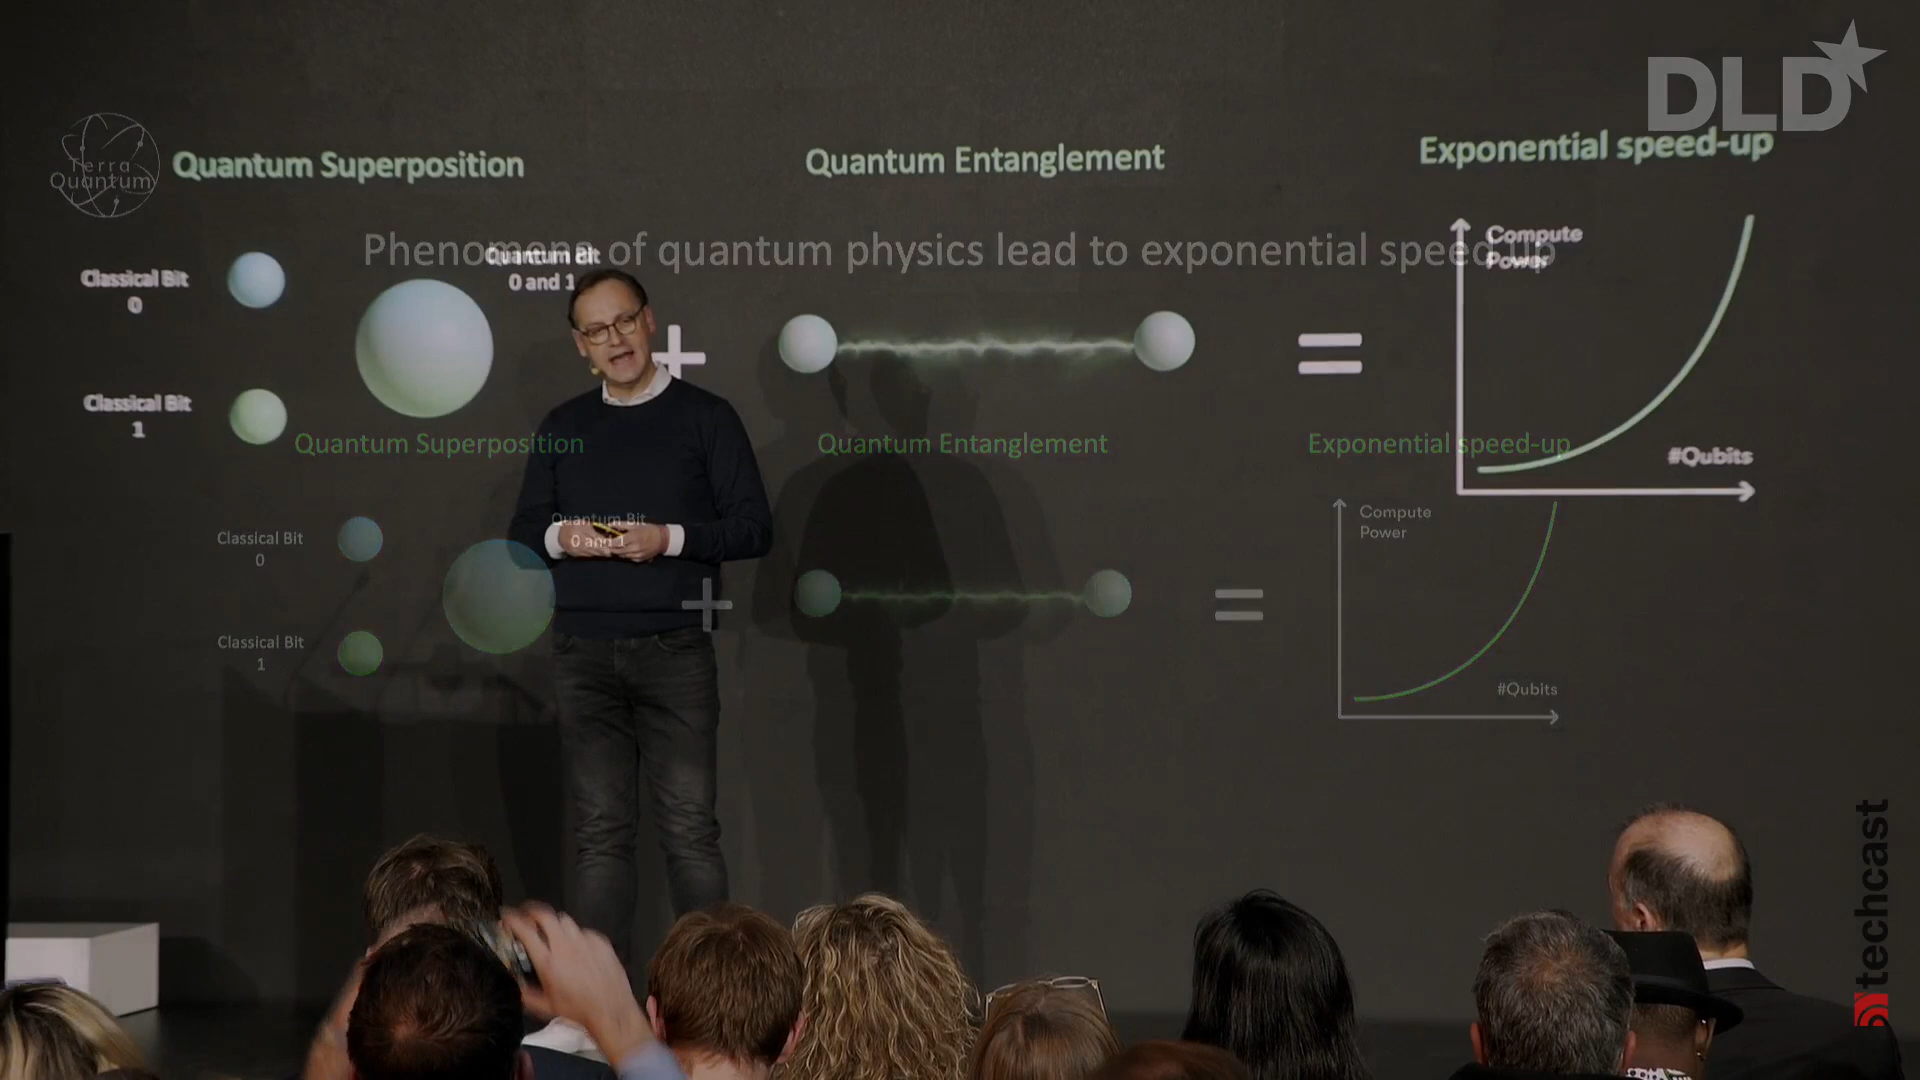 DLD
Terra
Quantum
Quantum Superposition
Quantum Entanglement
Exponential speed-up
Phenomena of quantum physics lead to exponential speed-up
Classical Bit
0
Quantum Bit
0 and 1
Compute
Power
Classical Bit
1
#Qubits
Quantum Superposition
Quantum Entanglement
Exponential speed-up
Classical Bit
0
Quantum Bit
0 and 1
Compute
Power
Classical Bit
1
#Qubits
techcast